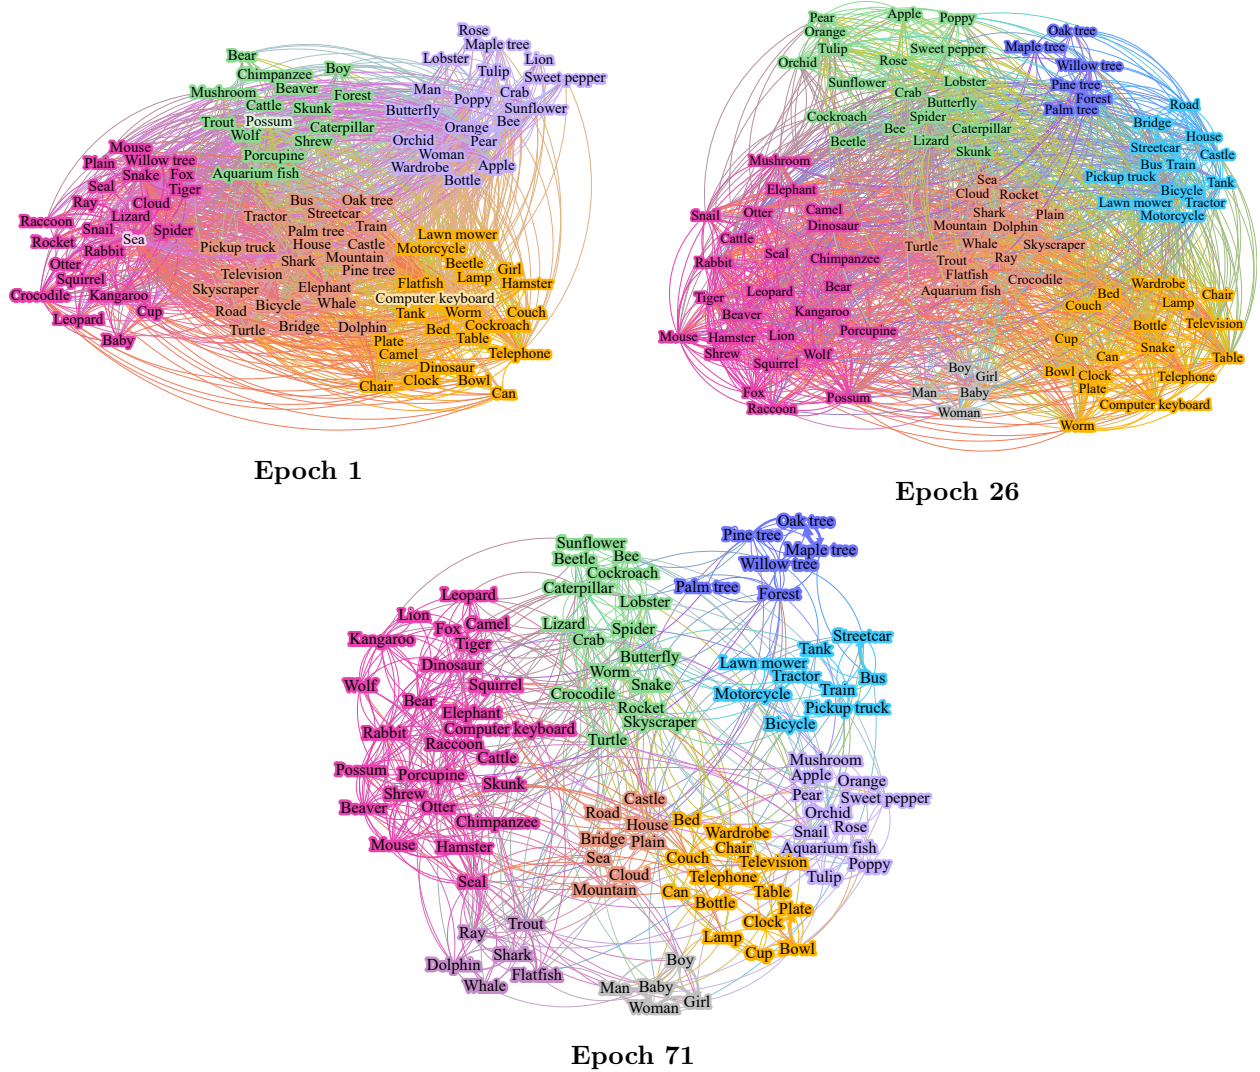 Rose
Maple tree
Bear
Lobster
Lion
Chimpanzee
Boy
Tulip
Sweet pepper
Mushroom
Beaver
Forest
Man
Poppy
Crab
Cattle
Skunk
Butterfly
Sunflower
Trout
Possum
Caterpillar
Orange
Bee
Wolf
Shrew
Orchid
Pear
Mouse
Porcupine
Woman
Plain
Willow tree
Aquarium fish
Wardrobe
Apple
Snake
Fox
Bottle
Seal
Tiger
Ray
Cloud
Bus
Oak tree
Raccoon
Lizard
Tractor
Streetcar
Snail
Spider
Palm tree
Train
Lawn mower
Rocket
Sea
Pickup truck
House
Castle
Motorcycle
Rabbit
Shark
Mountain
Beetle
Otter
Television
Pine tree
Lamp
Girl
Squirrel
Skyscraper
Elephant
Flatfish
Hamster
Crocodile
Kangaroo
Bicycle
Whale
Computer keyboard
Cup
Road
Tank
Worm
Couch
Leopard
Turtle
Bridge
Dolphin
Bed
Cockroach
Baby
Plate
Table
Camel
Telephone
Dinosaur
Chair
Clock
Bowl
Can
Epoch 1
Pear
Apple
Poppy
Orange
Oak tree
Tulip
Sweet pepper
Maple tree
Orchid
Rose
Willow tree
Sunflower
Lobster
Pine tree
Crab
Butterfly
Forest
Road
Cockroach
Spider
Palm tree
Bridge
Bee
Caterpillar
House
Beetle
Lizard
Streetcar
Castle
Skunk
Bus
Train
Mushroom
Pickup truck
Tank
Elephant
Sea
Bicycle
Cloud
Rocket
Lawn mower
Tractor
Snail
Otter
Camel
Shark
Plain
Motorcycle
Dinosaur
Mountain
Dolphin
Cattle
Turtle
Whale
Skyscraper
Rabbit
Seal
Chimpanzee
Trout
Ray
Flatfish
Crocodile
Leopard
Bear
Aquarium fish
Wardrobe
Tiger
Bed
Chair
Beaver
Kangaroo
Couch
Lamp
Mouse
Hamster
Lion
Porcupine
Bottle
Television
Shrew
Wolf
Cup
Snake
Squirrel
Can
Table
Boy
Girl
Bowl
Clock
Telephone
Fox
Possum
Man
Baby
Plate
Raccoon
Woman
Computer keyboard
Worm
Epoch 26
Oak tree
Pine tree
Sunflower
Maple tree
Beetle
Bee
Willow tree
Cockroach
Caterpillar
Palm tree
Forest
Leopard
Lobster
Lion
Camel
Lizard
Spider
Streetcar
Fox
Kangaroo
Tiger
Crab
Tank
Dinosaur
Butterfly
Lawn mower
Worm
Tractor
Bus
Wolf
Squirrel
Snake
Train
Crocodile
Motorcycle
Bear
Rocket
Pickup truck
Elephant
Skyscraper
Bicycle
Rabbit
Computer keyboard
Raccoon
Turtle
Cattle
Mushroom
Possum
Porcupine
Apple
Orange
Skunk
Shrew
Castle
Pear
Sweet pepper
Beaver
Otter
Road
Orchid
Chimpanzee
House
Bed
Snail
Rose
Mouse
Hamster
Bridge
Plain
Wardrobe
Chair
Aquarium fish
Sea
Couch
Television
Poppy
Seal
Cloud
Telephone
Tulip
Mountain
Can
Table
Bottle
Plate
Ray
Trout
Clock
Lamp
Bowl
Shark
Cup
Dolphin
Flatfish
Boy
Whale
Man
Baby
Woman
Girl
Epoch 71